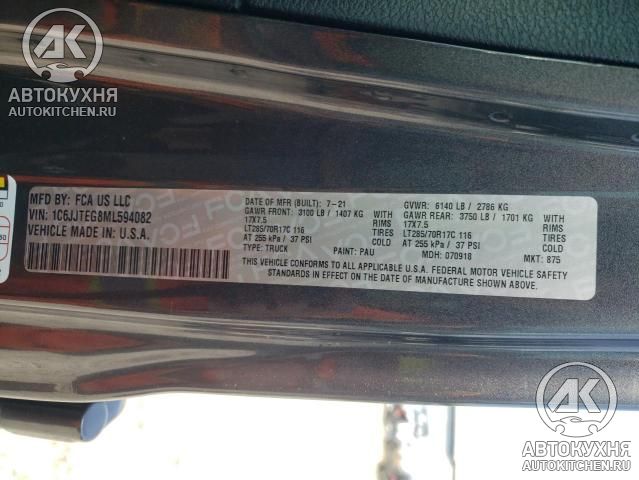 AK
АВТОКУХНЯ
AUTOKITCHEN.RU
MFD BY: FCA US LLC
VIN: 1C6JJTEG8ML594082
VEHICLE MADE IN: U.S.A.
DATE OF MFR (BUILT): 7-21
GAWR FRONT: 3100 LB/ 1407 KG WITH
17X7.5 RIMS
LT285/70R17C 116 TIRES
AT 255 kPa / 37 PSI COLD
TYPE: TRUCK PAINT: PAU
GVWR: 6140 LB / 2786 KG
GAWR REAR: 3750 LB/ 1701 KG WITH
17X7.5 RIMS
LT285/70R17C 116 TIRES
AT 255 kPa / 37 PSI COLD
MDH: 070918 MKT: 875
THIS VEHICLE CONFORMS TO ALL APPLICABLE U.S.A. FEDERAL MOTOR VEHICLE SAFETY
STANDARDS IN EFFECT ON THE DATE OF MANUFACTURE SHOWN ABOVE.
AK
АВТОКУХНЯ
AUTOKITCHEN.RU